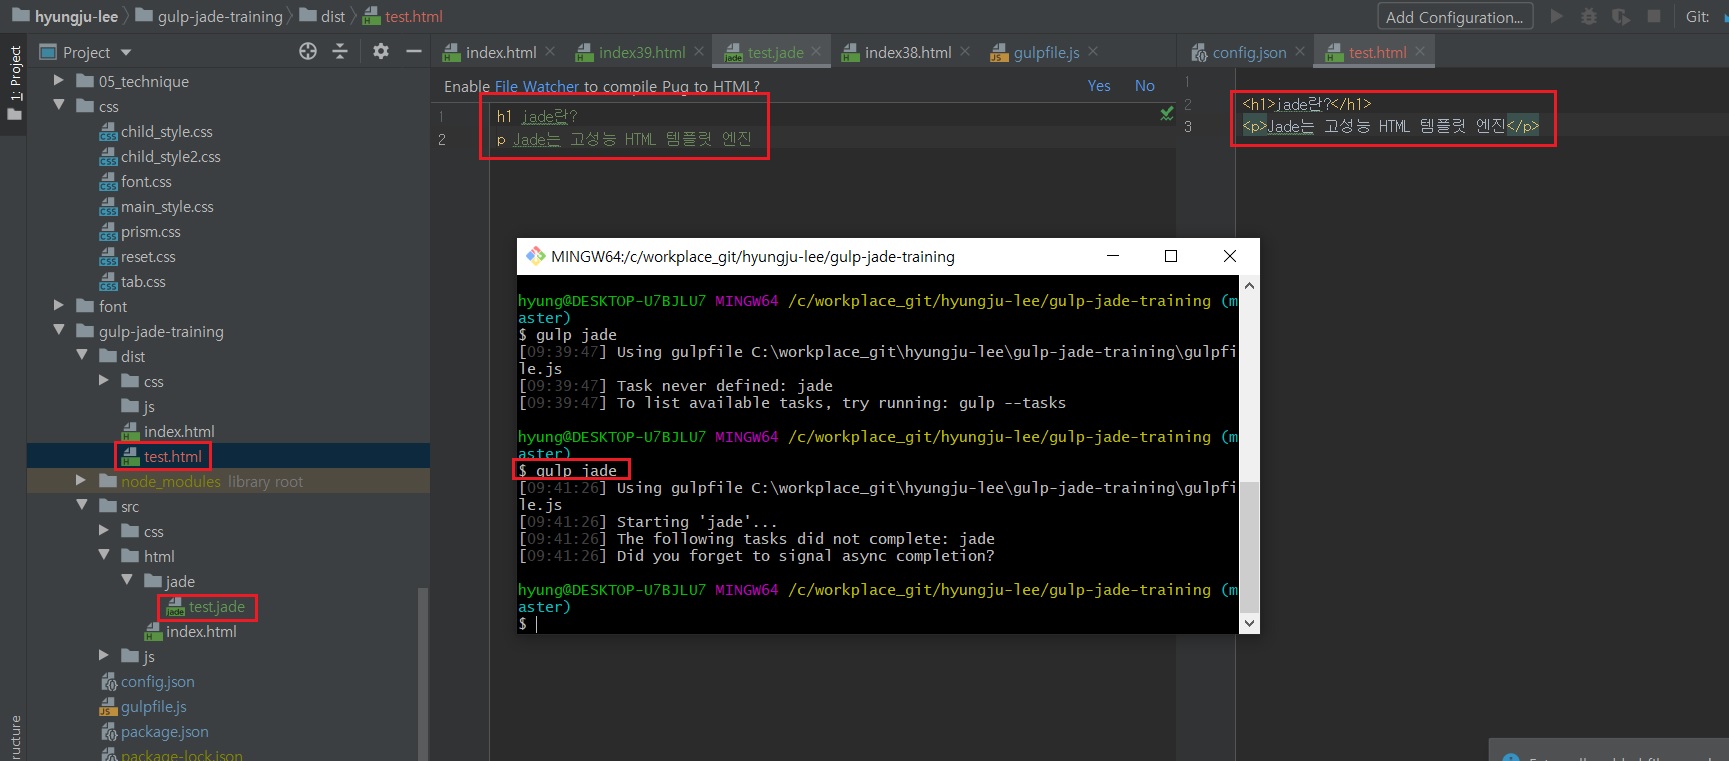 hyungju-lee
gulp-jade-training
dist
test.html
Add Configuration...
Git:
1: Project
Project
index.html
index39.html
test.jade
index38.html
gulpfile.js
config.json
test.html
05_technique
css
child_style.css
child_style2.css
font.css
main_style.css
prism.css
reset.css
tab.css
font
gulp-jade-training
dist
css
js
index.html
test.html
node_modules library root
src
css
html
jade
test.jade
index.html
js
config.json
gulpfile.js
package.json
package-lock.json
Enable File Watcher to compile Pug to HTML?
Yes No
1 h1 jade란?
2 p Jade는 고성능 HTML 템플릿 엔진
1
2 <h1>jade란?</h1>
3 <p>Jade는 고성능 HTML 템플릿 엔진</p>
MINGW64:/c/workplace_git/hyungju-lee/gulp-jade-training
hyung@DESKTOP-U7BJLU7 MINGW64 /c/workplace_git/hyungju-lee/gulp-jade-training (m
aster)
$ gulp jade
[09:39:47] Using gulpfile C:\workplace_git\hyungju-lee\gulp-jade-training\gulpfi
le.js
[09:39:47] Task never defined: jade
[09:39:47] To list available tasks, try running: gulp --tasks
hyung@DESKTOP-U7BJLU7 MINGW64 /c/workplace_git/hyungju-lee/gulp-jade-training (m
aster)
$ gulp jade
[09:41:26] Using gulpfile C:\workplace_git\hyungju-lee\gulp-jade-training\gulpfi
le.js
[09:41:26] Starting 'jade'...
[09:41:26] The following tasks did not complete: jade
[09:41:26] Did you forget to signal async completion?
hyung@DESKTOP-U7BJLU7 MINGW64 /c/workplace_git/hyungju-lee/gulp-jade-training (m
aster)
$
ructure